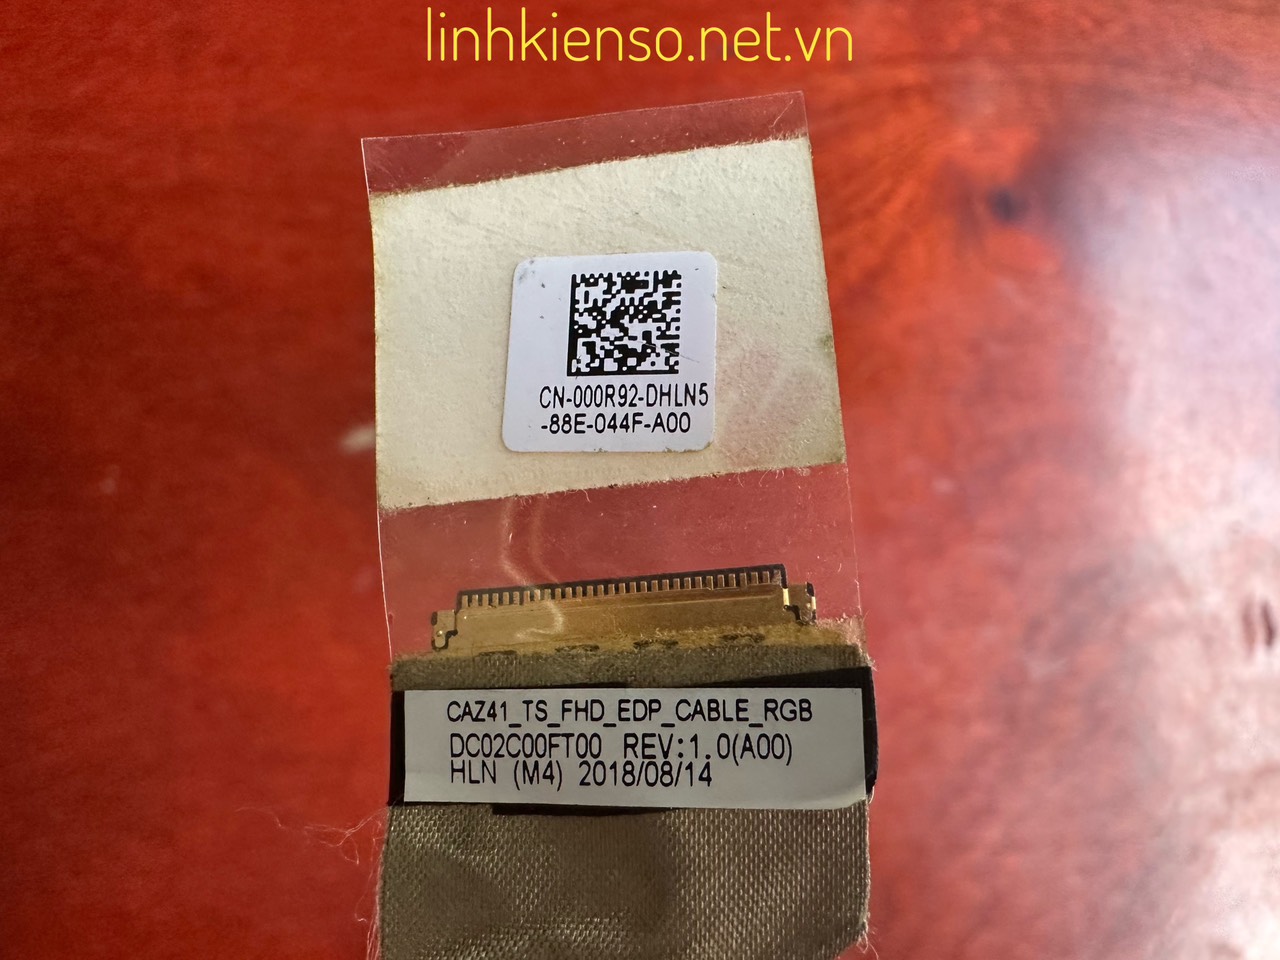 linhkienso.net.vn
CN-000R92-DHLN5
-88E-044F-A00
CAZ41_TS_FHD_EDP_CABLE_RGB
DC02C00FT00 REV:1.0(A00)
HLN (M4) 2018/08/14